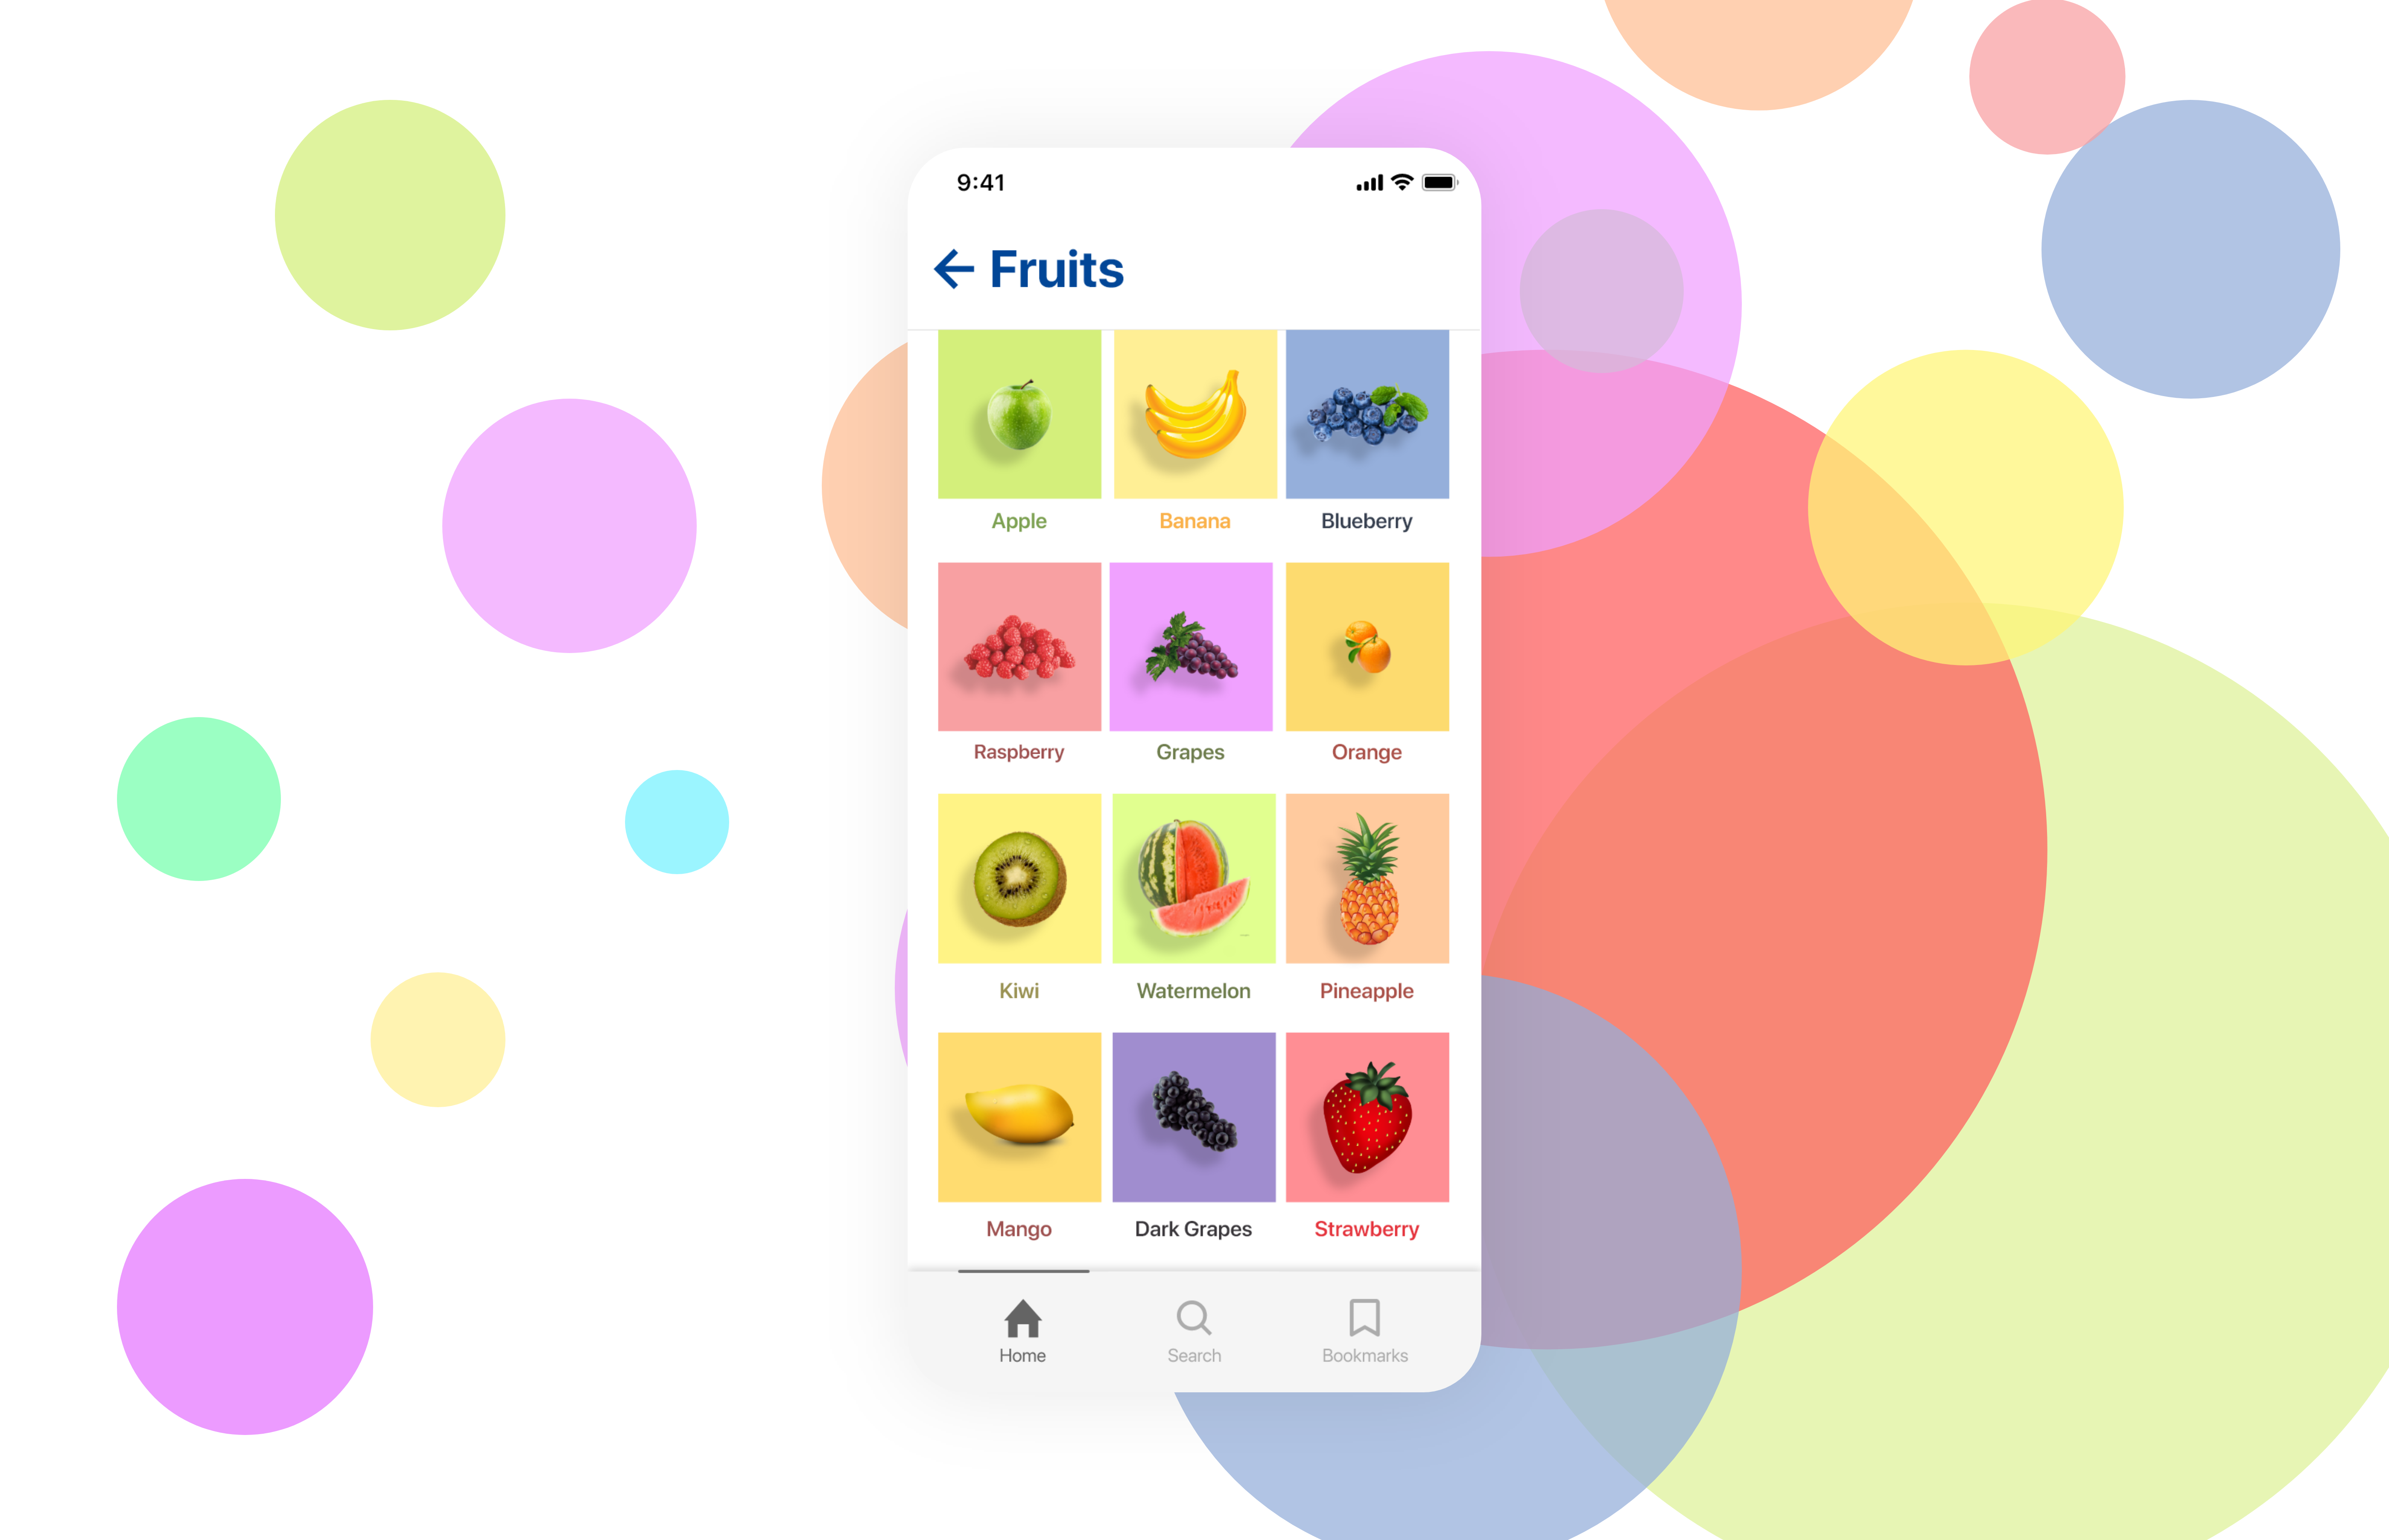 9:41
Fruits
Apple Banana Blueberry
Raspberry Grapes Orange
Kiwi Watermelon Pineapple
Mango Dark Grapes Strawberry
Home Search Bookmarks